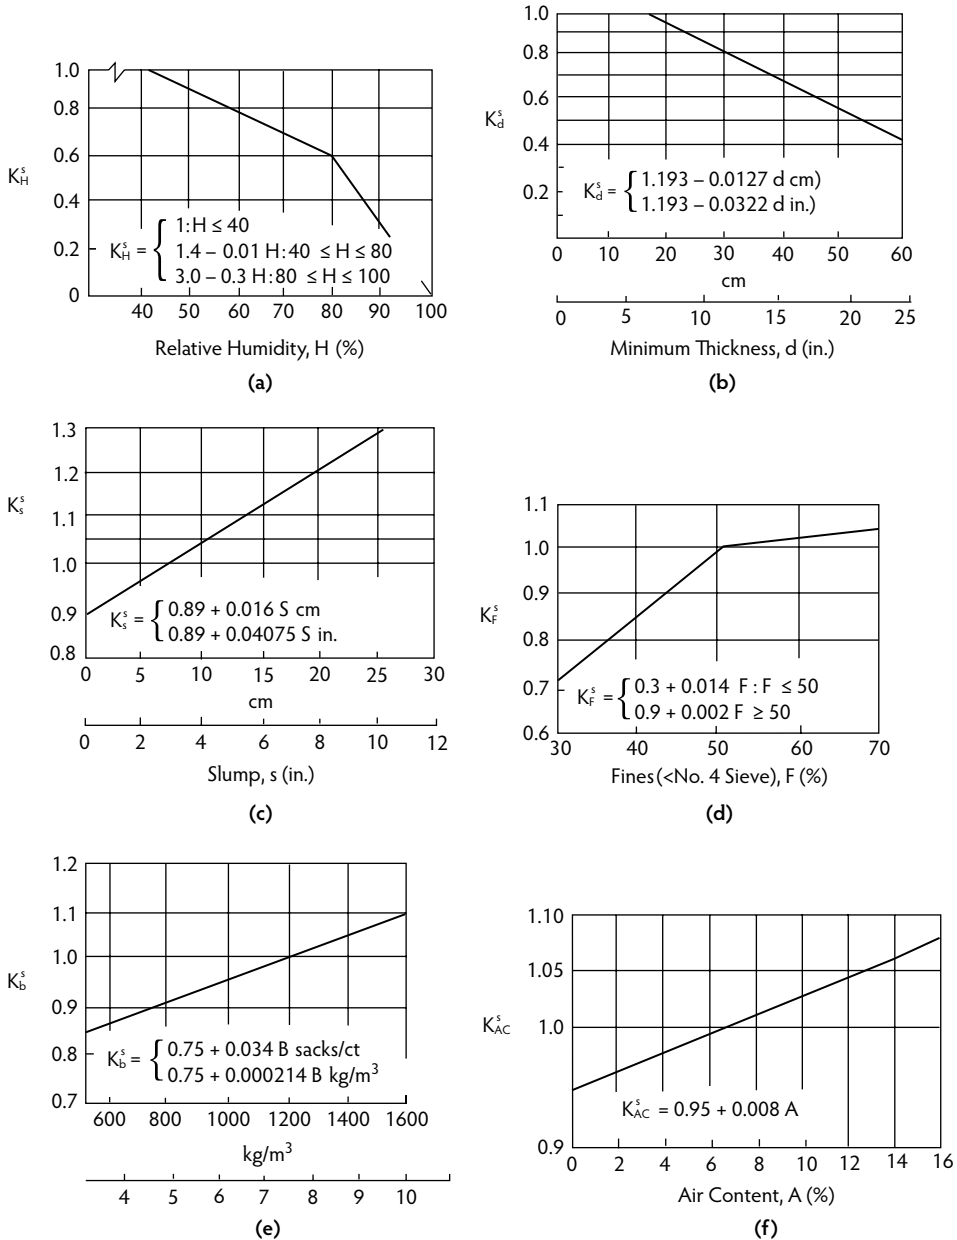 1.0
0.8
0.6
0.4
0.2
0
K^s_H
K^s_H = { 1:H ≤ 40
1.4 – 0.01 H:40 ≤ H ≤ 80
3.0 – 0.3 H:80 ≤ H ≤ 100
40 50 60 70 80 90 100
Relative Humidity, H (%)
(a)
1.0
0.8
0.6
0.4
0.2
K^s_d
K^s_d = { 1.193 – 0.0127 d cm)
1.193 – 0.0322 d in.)
0 10 20 30 40 50 60
cm
0 5 10 15 20 25
Minimum Thickness, d (in.)
(b)
1.3
1.2
1.1
1.0
0.9
0.8
K^s_s
K^s_s = { 0.89 + 0.016 S cm
0.89 + 0.04075 S in.
0 5 10 15 20 25 30
cm
0 2 4 6 8 10 12
Slump, s (in.)
(c)
1.1
1.0
0.9
0.8
0.7
0.6
K^s_F
K^s_F = { 0.3 + 0.014 F : F ≤ 50
0.9 + 0.002 F ≥ 50
30 40 50 60 70
Fines (<No. 4 Sieve), F (%)
(d)
1.2
1.1
1.0
0.9
0.8
0.7
K^s_b
K^s_b = { 0.75 + 0.034 B sacks/ct
0.75 + 0.000214 B kg/m³
600 800 1000 1200 1400 1600
kg/m³
4 5 6 7 8 9 10
(e)
1.10
1.05
1.0
0.9
K^s_AC
K^s_AC = 0.95 + 0.008 A
0 2 4 6 8 10 12 14 16
Air Content, A (%)
(f)